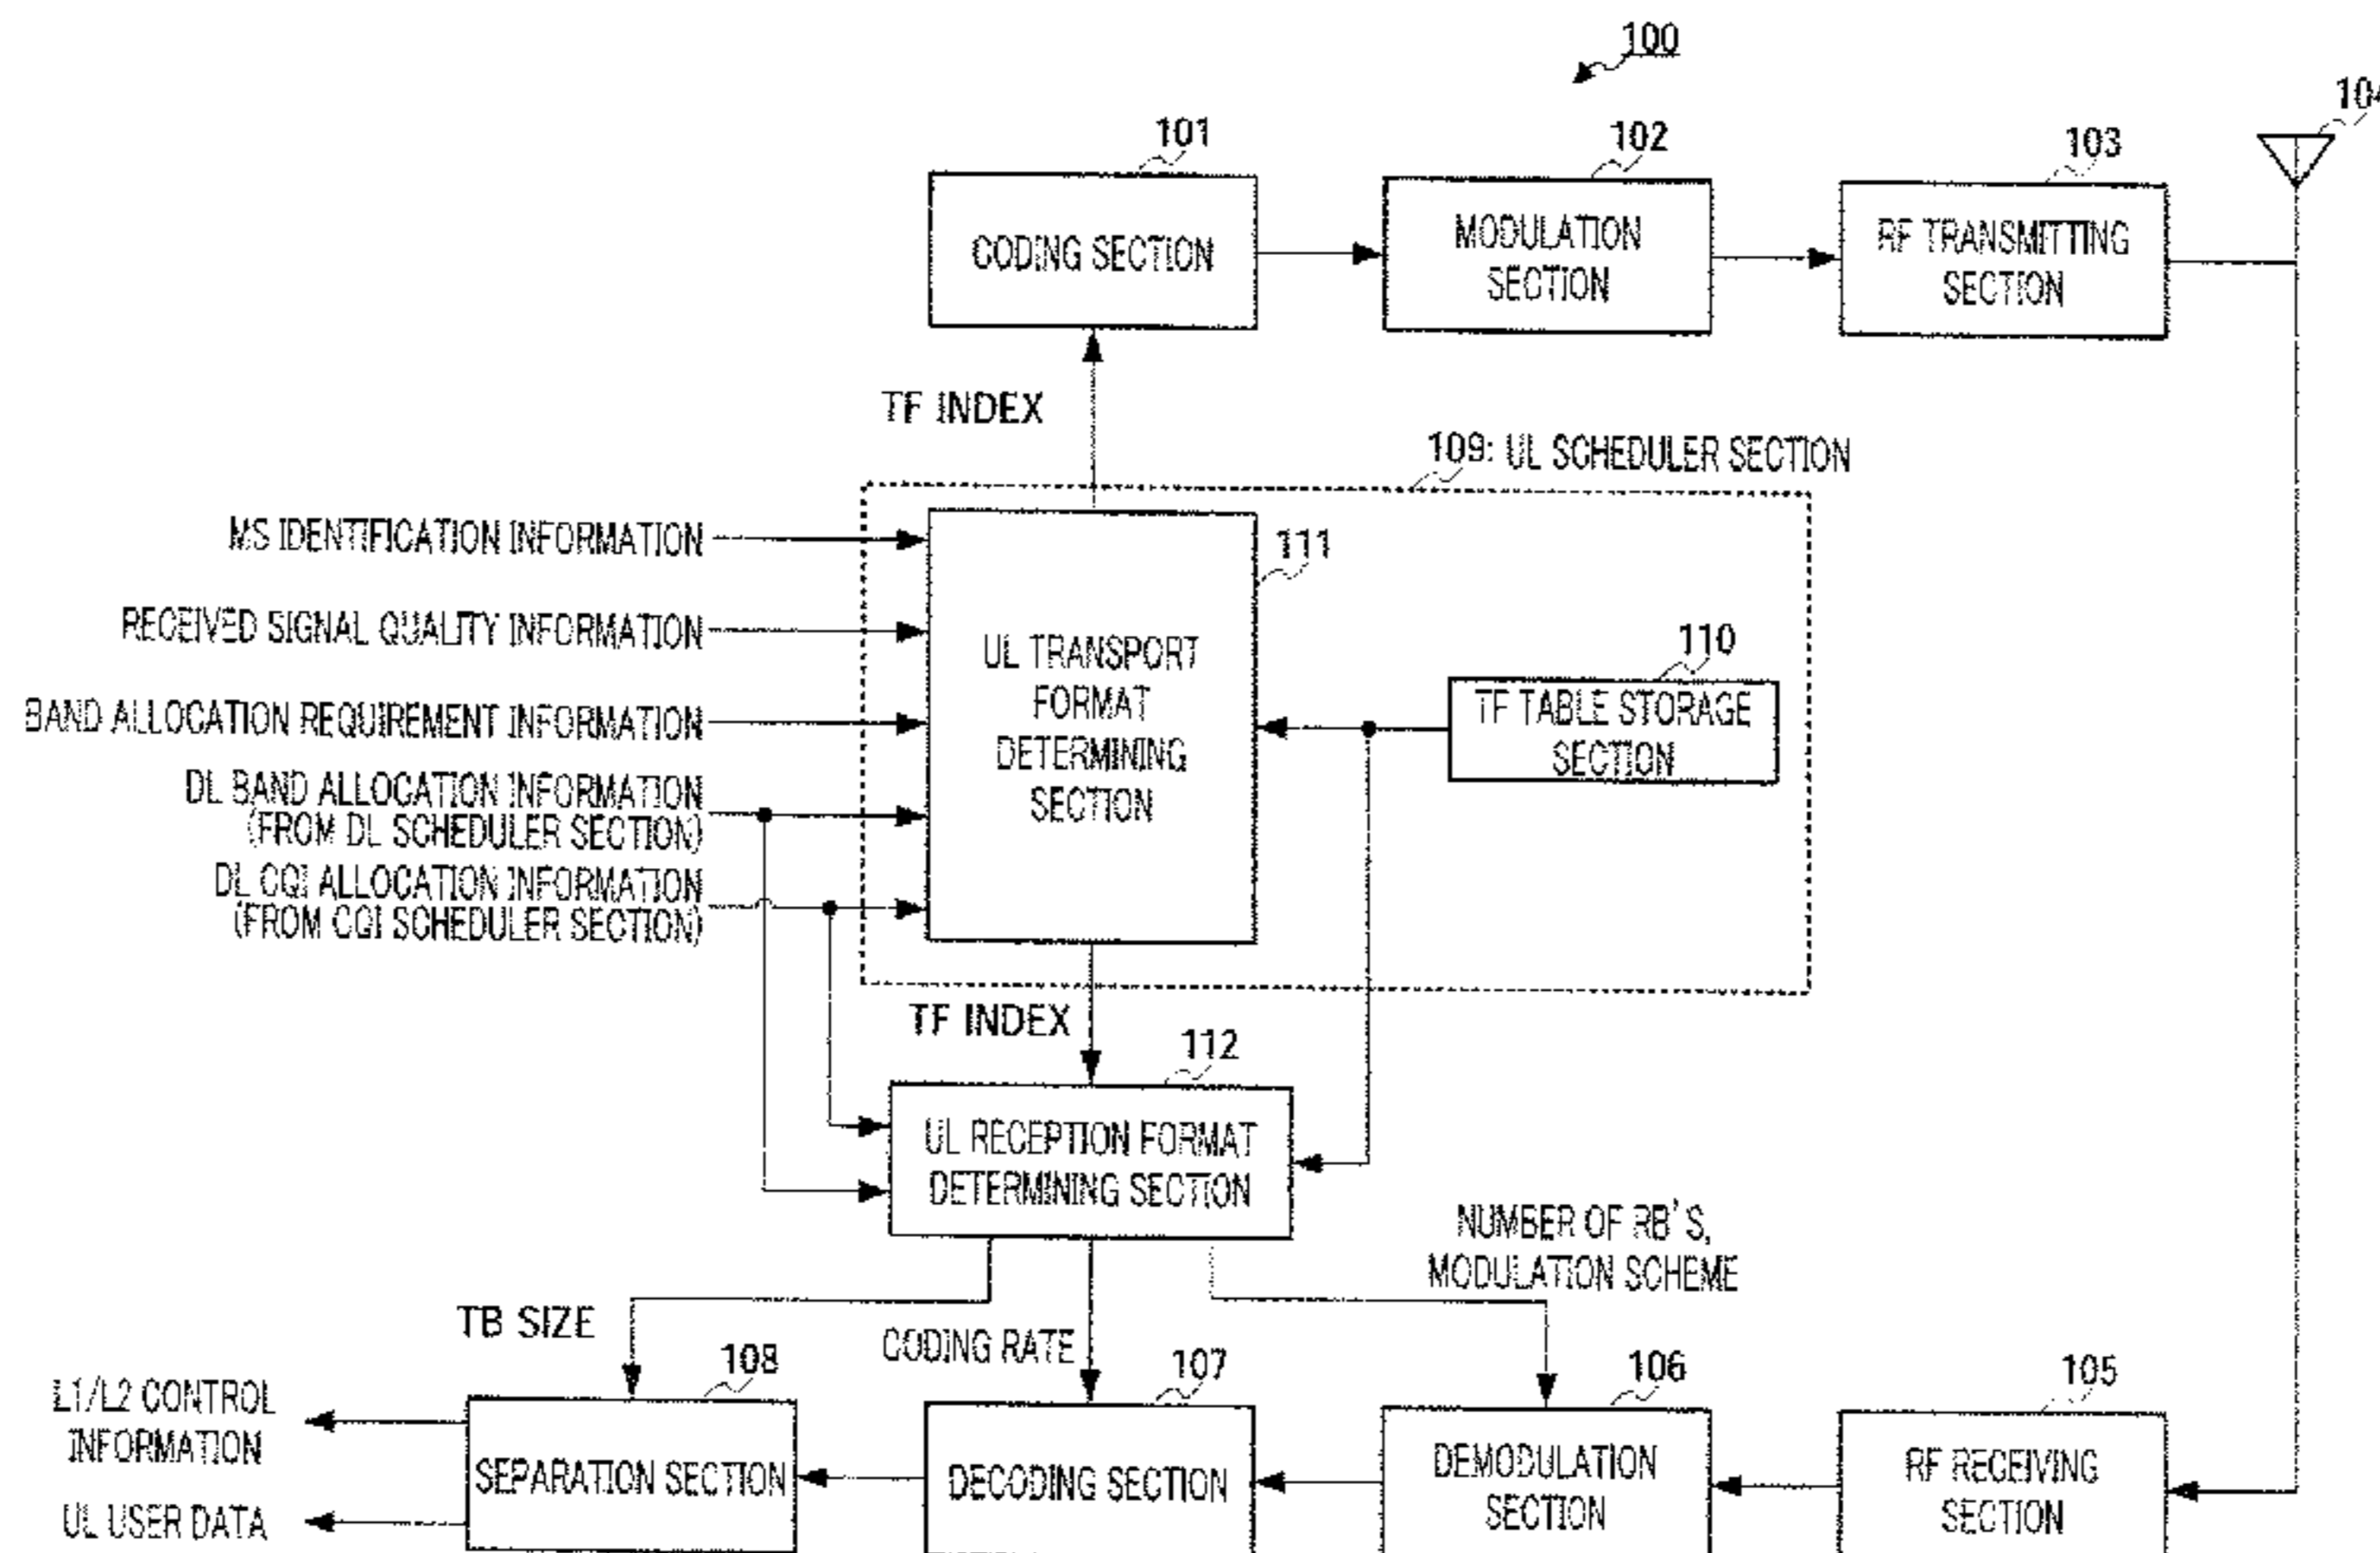 100
104
101
102
103
CODING SECTION
MODULATION
SECTION
RF TRANSMITTING
SECTION
TF INDEX
109: UL SCHEDULER SECTION
MS IDENTIFICATION INFORMATION
RECEIVED SIGNAL QUALITY INFORMATION
BAND ALLOCATION REQUIREMENT INFORMATION
DL BAND ALLOCATION INFORMATION
(FROM DL SCHEDULER SECTION)
DL CQI ALLOCATION INFORMATION
(FROM CQI SCHEDULER SECTION)
111
UL TRANSPORT
FORMAT
DETERMINING
SECTION
110
TF TABLE STORAGE
SECTION
TF INDEX
112
UL RECEPTION FORMAT
DETERMINING SECTION
NUMBER OF RB'S,
MODULATION SCHEME
TB SIZE
CODING RATE
108
107
106
105
L1/L2 CONTROL
INFORMATION
UL USER DATA
SEPARATION SECTION
DECODING SECTION
DEMODULATION
SECTION
RF RECEIVING
SECTION